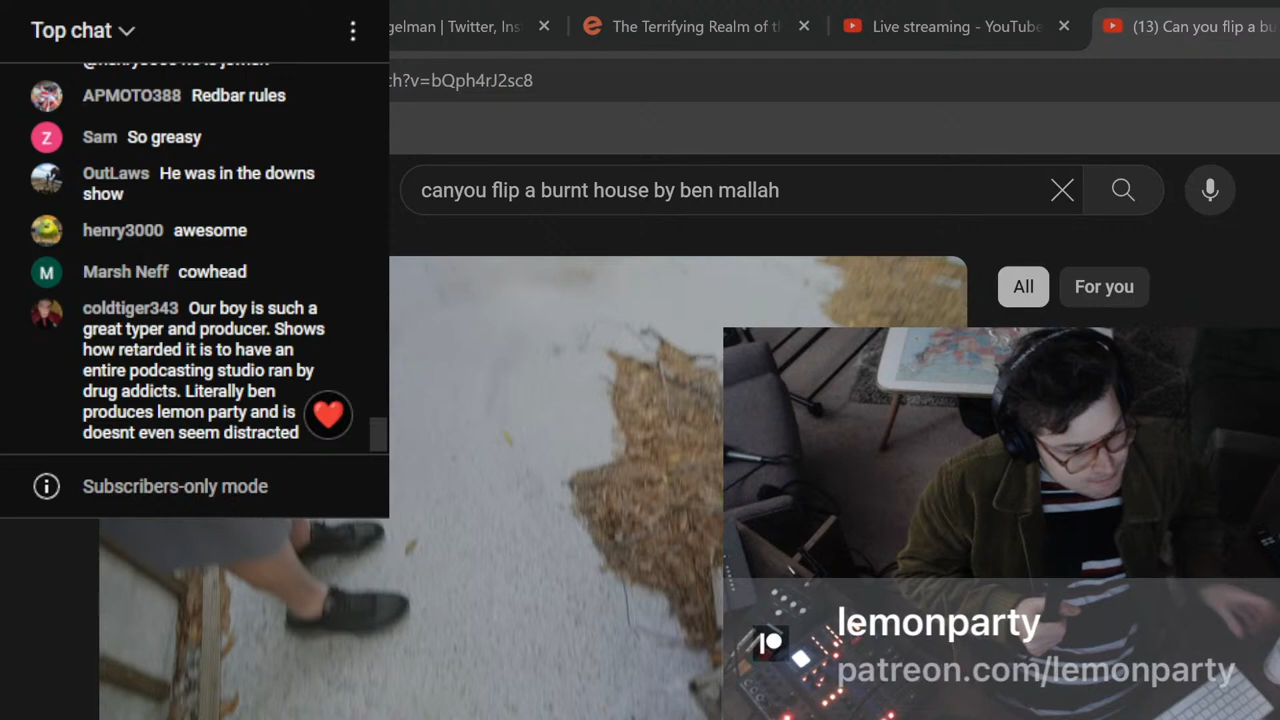 Top chat
gelman | Twitter, Ins
The Terrifying Realm of t
Live streaming - YouTube
(13) Can you flip a bu
ch?v=bQph4rJ2sc8
APMOTO388 Redbar rules
Z Sam So greasy
OutLaws He was in the downs
show
henry3000 awesome
M Marsh Neff cowhead
coldtiger343 Our boy is such a
great typer and producer. Shows
how retarded it is to have an
entire podcasting studio ran by
drug addicts. Literally ben
produces lemon party and is
doesnt even seem distracted
Subscribers-only mode
canyou flip a burnt house by ben mallah
All
For you
lemonparty
patreon.com/lemonparty